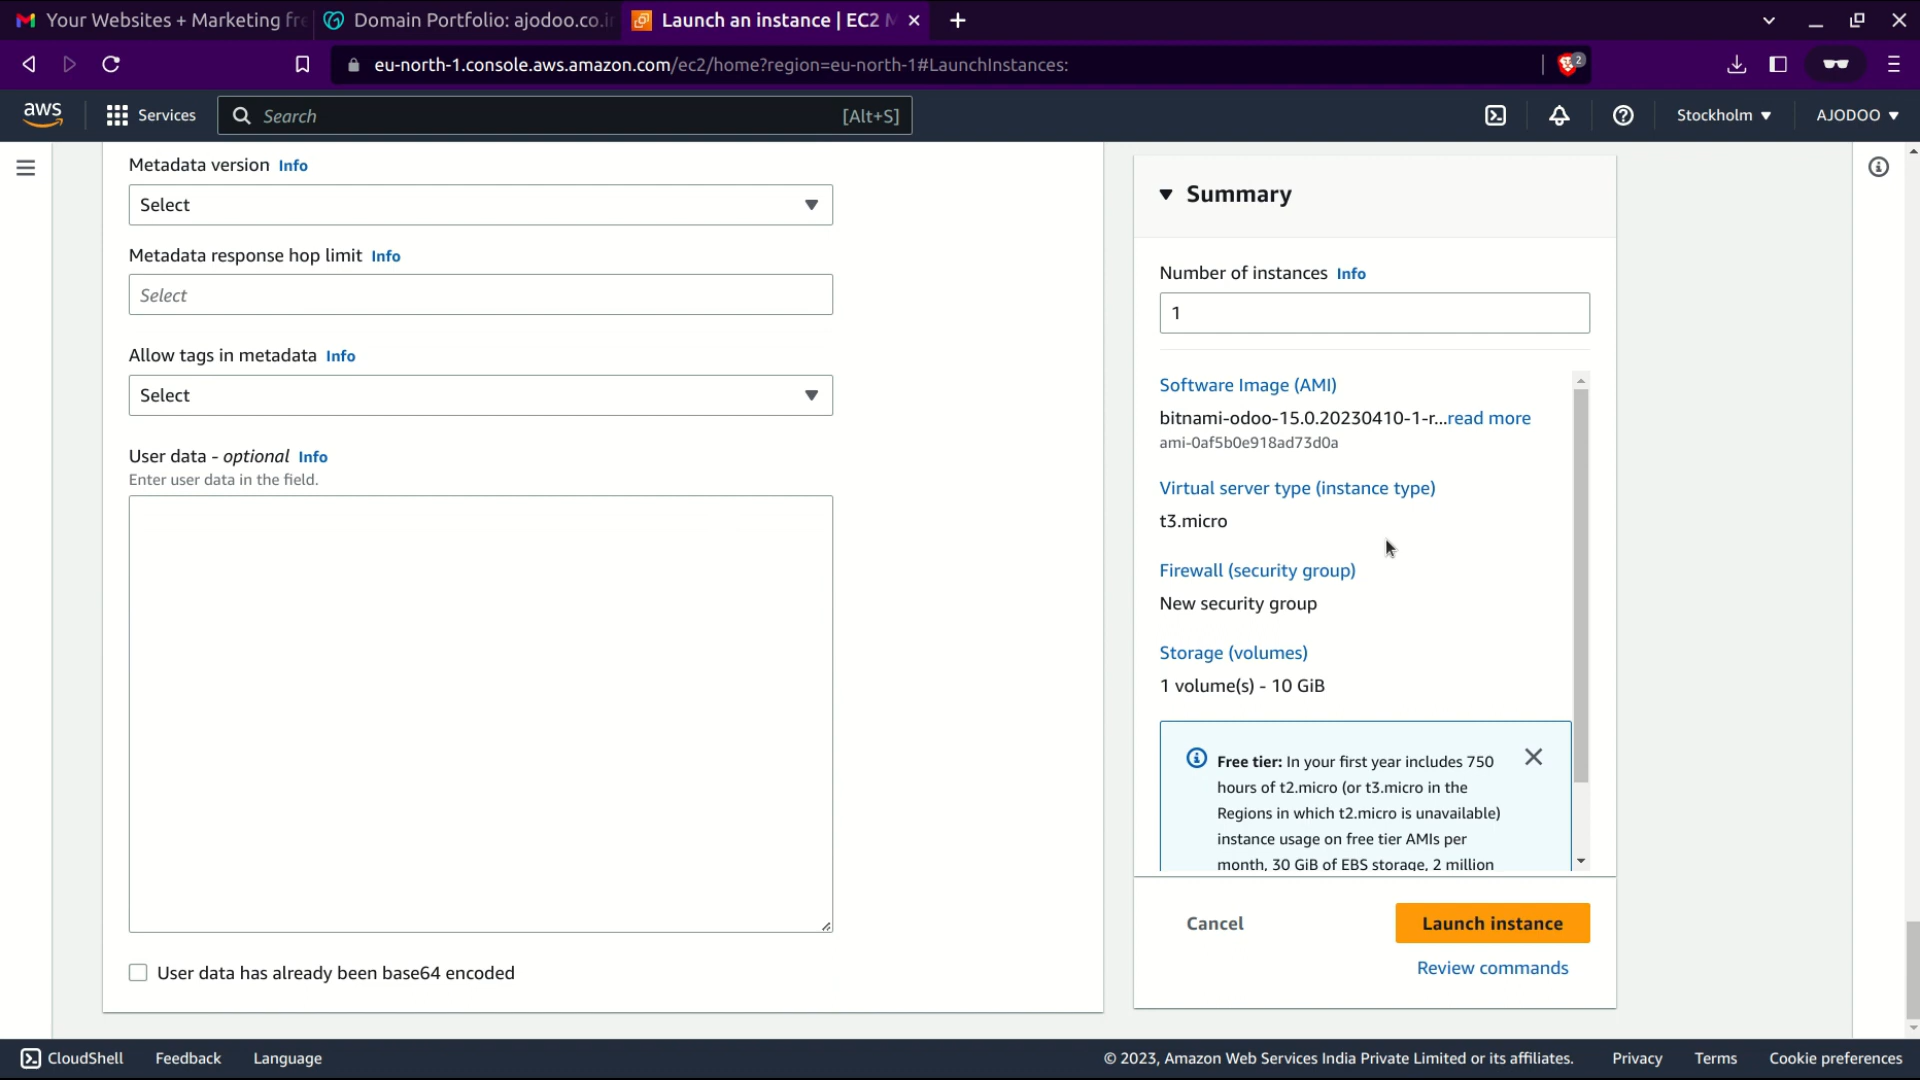 Your Websites + Marketing fre
Domain Portfolio: ajodoo.co.in
Launch an instance | EC2 M
eu-north-1.console.aws.amazon.com/ec2/home?region=eu-north-1#LaunchInstances:
2
aws
Services
Search
[Alt+S]
Stockholm ▼
AJODOO ▼
Metadata version Info
Select
Metadata response hop limit Info
Select
Allow tags in metadata Info
Select
User data - optional Info
Enter user data in the field.
User data has already been base64 encoded
Summary
Number of instances Info
1
Software Image (AMI)
bitnami-odoo-15.0.20230410-1-r...read more
ami-0af5b0e918ad73d0a
Virtual server type (instance type)
t3.micro
Firewall (security group)
New security group
Storage (volumes)
1 volume(s) - 10 GiB
Free tier: In your first year includes 750
hours of t2.micro (or t3.micro in the
Regions in which t2.micro is unavailable)
instance usage on free tier AMIs per
month, 30 GiB of EBS storage, 2 million
Cancel
Launch instance
Review commands
CloudShell
Feedback
Language
© 2023, Amazon Web Services India Private Limited or its affiliates.
Privacy
Terms
Cookie preferences